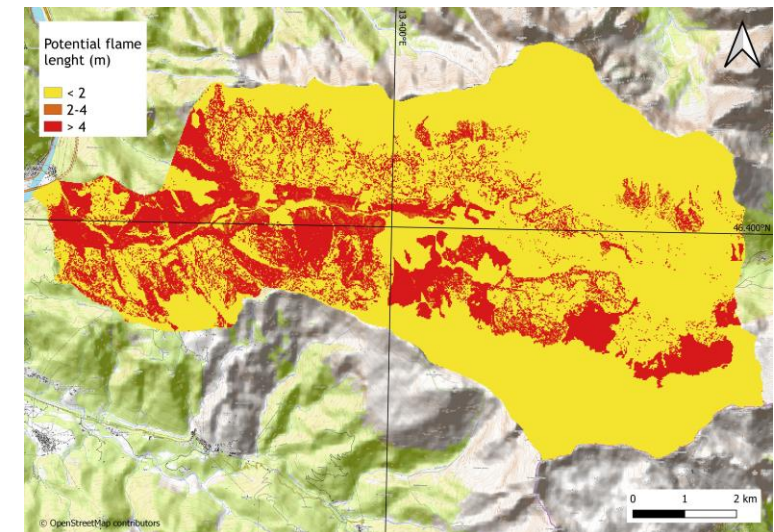 Potential flame
lenght (m)
< 2
2-4
> 4
13.400°E
46.400°N
0 1 2 km
© OpenStreetMap contributors